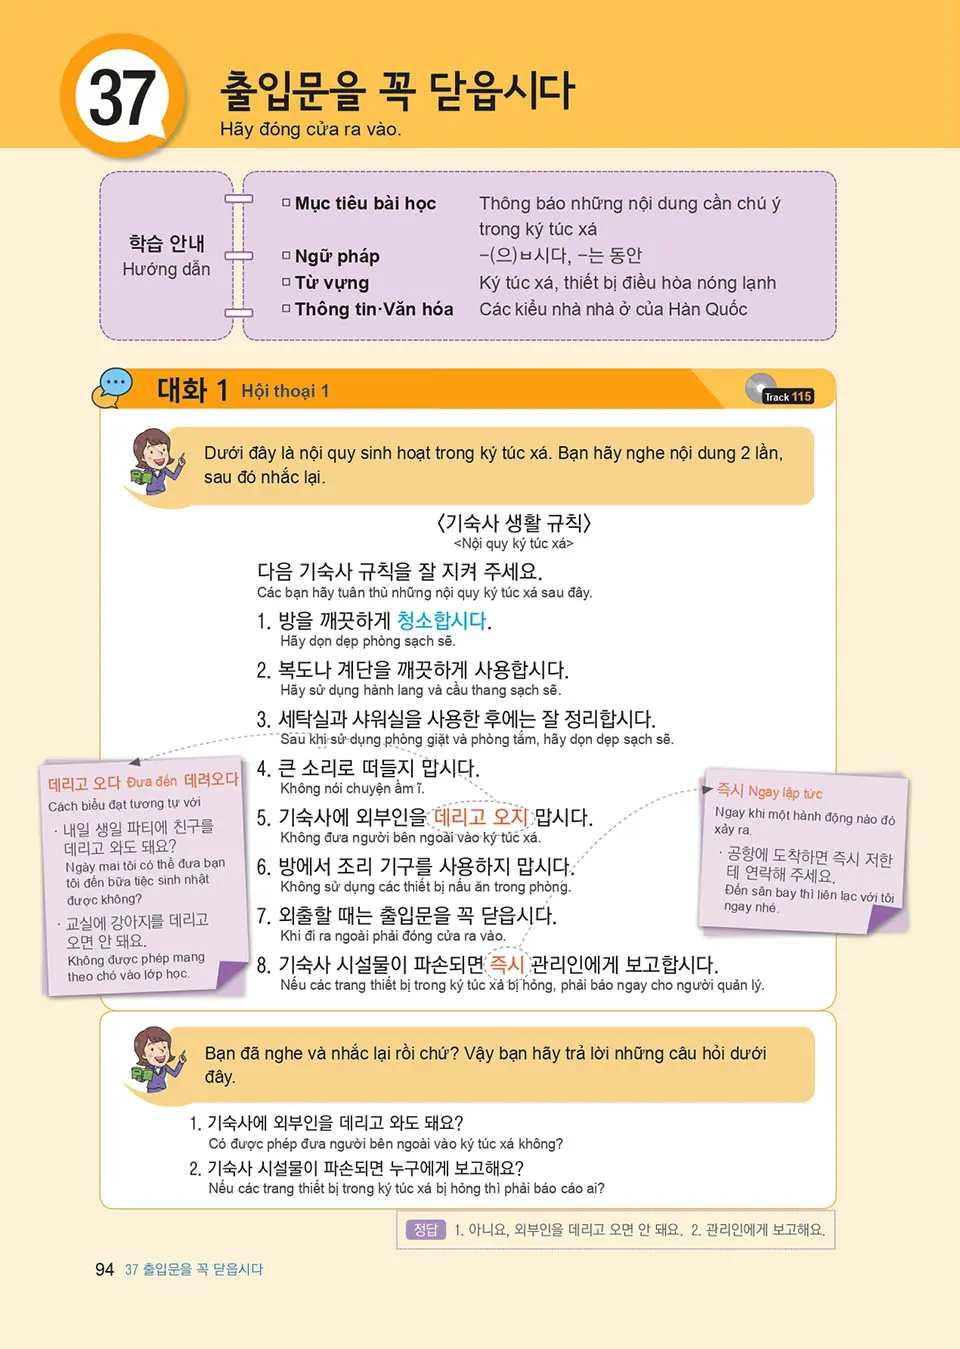 37
출입문을 꼭 닫읍시다
Hãy đóng cửa ra vào.
학습 안내
Hướng dẫn
Mục tiêu bài học Thông báo những nội dung cần chú ý
trong ký túc xá
Ngữ pháp -(으)ㅂ시다, -는 동안
Từ vựng Ký túc xá, thiết bị điều hòa nóng lạnh
Thông tin·Văn hóa Các kiểu nhà nhà ở của Hàn Quốc
대화 1 Hội thoại 1
Track 115
Dưới đây là nội quy sinh hoạt trong ký túc xá. Bạn hãy nghe nội dung 2 lần,
sau đó nhắc lại.
〈기숙사 생활 규칙〉
<Nội quy ký túc xá>
다음 기숙사 규칙을 잘 지켜 주세요.
Các bạn hãy tuân thủ những nội quy ký túc xá sau đây.
1. 방을 깨끗하게 청소합시다.
Hãy dọn dẹp phòng sạch sẽ.
2. 복도나 계단을 깨끗하게 사용합시다.
Hãy sử dụng hành lang và cầu thang sạch sẽ.
3. 세탁실과 샤워실을 사용한 후에는 잘 정리합시다.
Sau khi sử dụng phòng giặt và phòng tắm, hãy dọn dẹp sạch sẽ.
4. 큰 소리로 떠들지 맙시다.
Không nói chuyện ầm ĩ.
5. 기숙사에 외부인을 데리고 오지 맙시다.
Không đưa người bên ngoài vào ký túc xá.
6. 방에서 조리 기구를 사용하지 맙시다.
Không sử dụng các thiết bị nấu ăn trong phòng.
7. 외출할 때는 출입문을 꼭 닫읍시다.
Khi đi ra ngoài phải đóng cửa ra vào.
8. 기숙사 시설물이 파손되면 즉시 관리인에게 보고합시다.
Nếu các trang thiết bị trong ký túc xá bị hỏng, phải báo ngay cho người quản lý.
데리고 오다 Đưa đến 데려오다
Cách biểu đạt tương tự với
· 내일 생일 파티에 친구를
데리고 와도 돼요?
Ngày mai tôi có thể đưa bạn
tôi đến bữa tiệc sinh nhật
được không?
· 교실에 강아지를 데리고
오면 안 돼요.
Không được phép mang
theo chó vào lớp học.
즉시 Ngay lập tức
Ngay khi một hành động nào đó
xảy ra.
· 공항에 도착하면 즉시 저한
테 연락해 주세요.
Đến sân bay thì liên lạc với tôi
ngay nhé.
Bạn đã nghe và nhắc lại rồi chứ? Vậy bạn hãy trả lời những câu hỏi dưới
đây.
1. 기숙사에 외부인을 데리고 와도 돼요?
Có được phép đưa người bên ngoài vào ký túc xá không?
2. 기숙사 시설물이 파손되면 누구에게 보고해요?
Nếu các trang thiết bị trong ký túc xá bị hỏng thì phải báo cáo ai?
정답 1. 아니요, 외부인을 데리고 오면 안 돼요. 2. 관리인에게 보고해요.
94 37 출입문을 꼭 닫읍시다